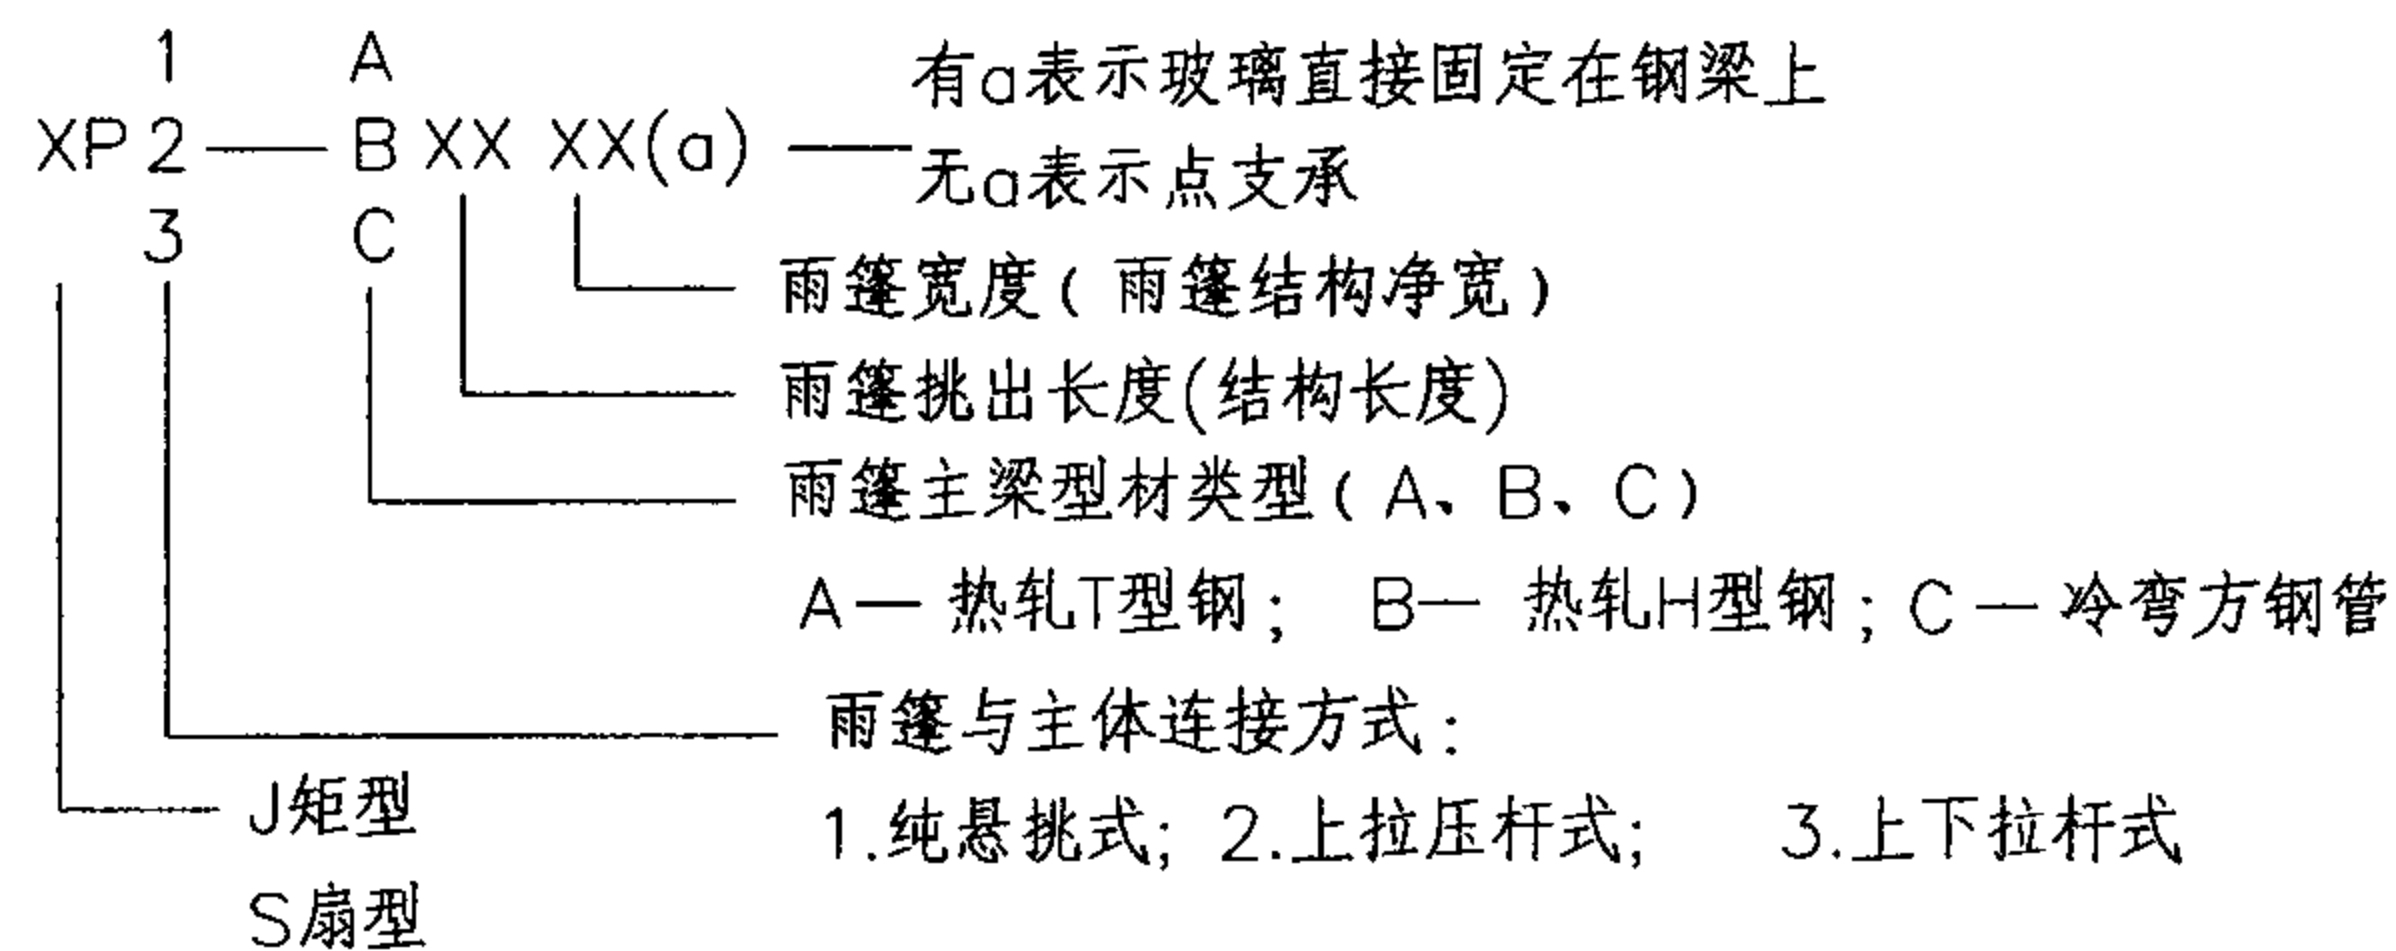 1 A
XP 2 — B XX XX(a) —
3 C
有a表示玻璃直接固定在钢梁上
无a表示点支承
雨篷宽度( 雨篷结构净宽 )
雨篷挑出长度(结构长度)
雨篷主梁型材类型( A、B、C )
A— 热轧T型钢; B— 热轧H型钢; C—冷弯方钢管
雨篷与主体连接方式:
1.纯悬挑式; 2.上拉压杆式; 3.上下拉杆式
J矩型
S扇型